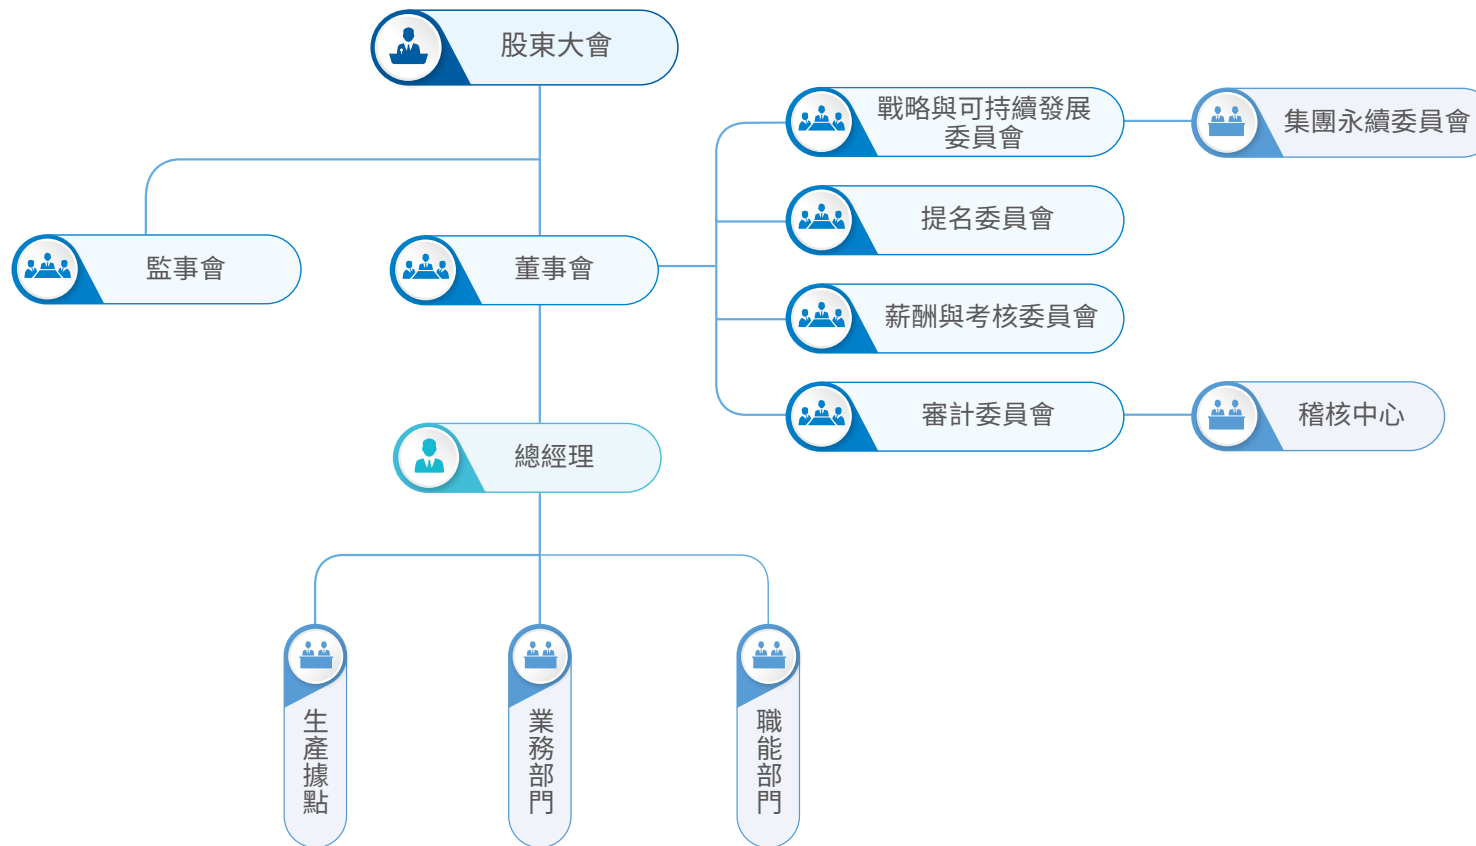 股東大會
戰略與可持續發展
委員會
集團永續委員會
提名委員會
監事會
董事會
薪酬與考核委員會
審計委員會
稽核中心
總經理
生產據點
業務部門
職能部門